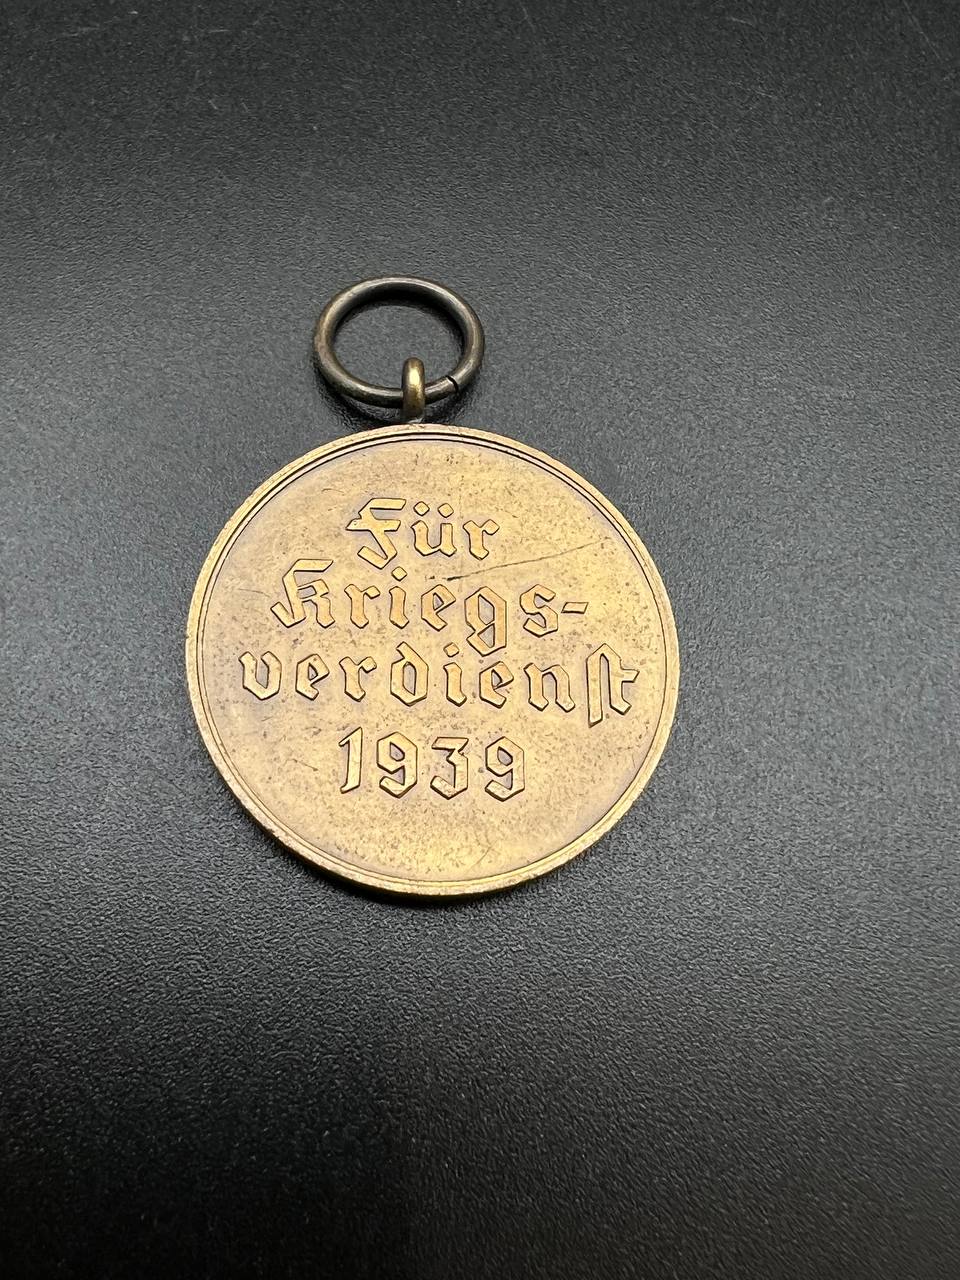 Für
Kriegs-
verdienst
1939